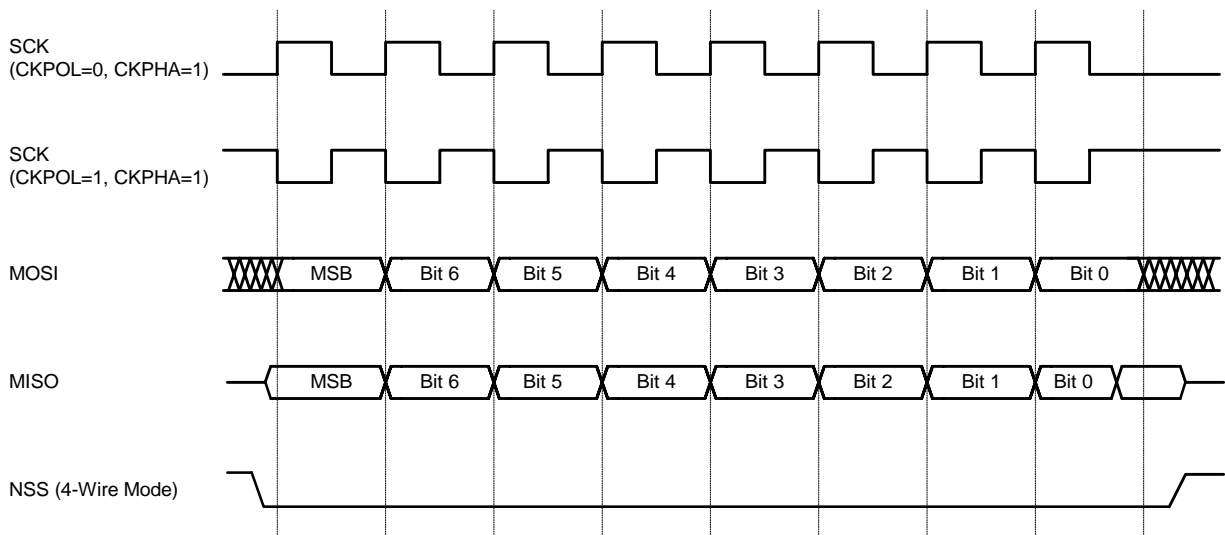 SCK
(CKPOL=0, CKPHA=1)
SCK
(CKPOL=1, CKPHA=1)
MOSI
MSB
Bit 6
Bit 5
Bit 4
Bit 3
Bit 2
Bit 1
Bit 0
MISO
MSB
Bit 6
Bit 5
Bit 4
Bit 3
Bit 2
Bit 1
Bit 0
NSS (4-Wire Mode)